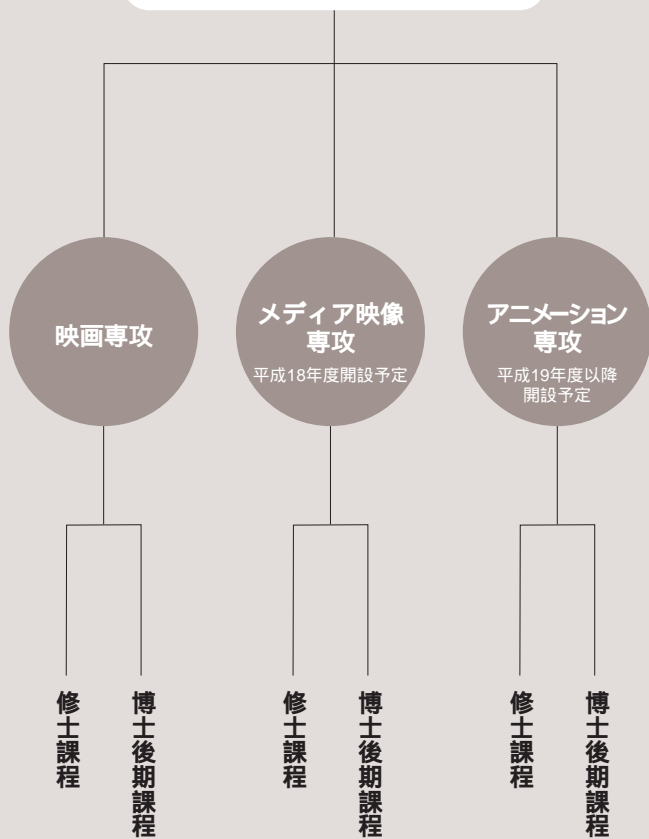 映画専攻
メディア映像
専攻
平成18年度開設予定
アニメーション
専攻
平成19年度以降
開設予定
修士課程
博士後期課程
修士課程
博士後期課程
修士課程
博士後期課程